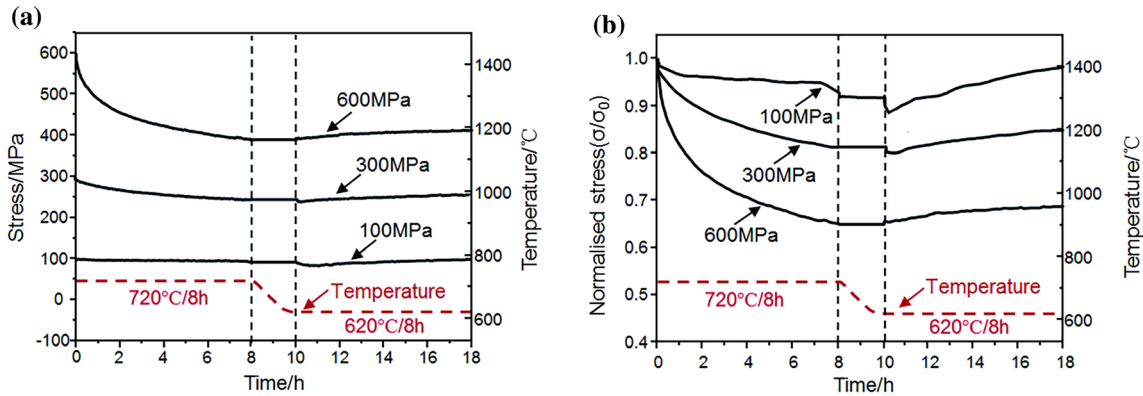 (a)
Stress/MPa
600
500
400
300
200
100
0
-100
0 2 4 6 8 10 12 14 16 18
Time/h
1400
1200
1000
800
600
Temperature/℃
600MPa
300MPa
100MPa
720℃/8h
Temperature
620℃/8h
(b)
Normalised stress(σ/σ0)
1.0
0.9
0.8
0.7
0.6
0.5
0.4
0 2 4 6 8 10 12 14 16 18
Time/h
1400
1200
1000
800
600
Temperature/℃
100MPa
300MPa
600MPa
720℃/8h
Temperature
620℃/8h